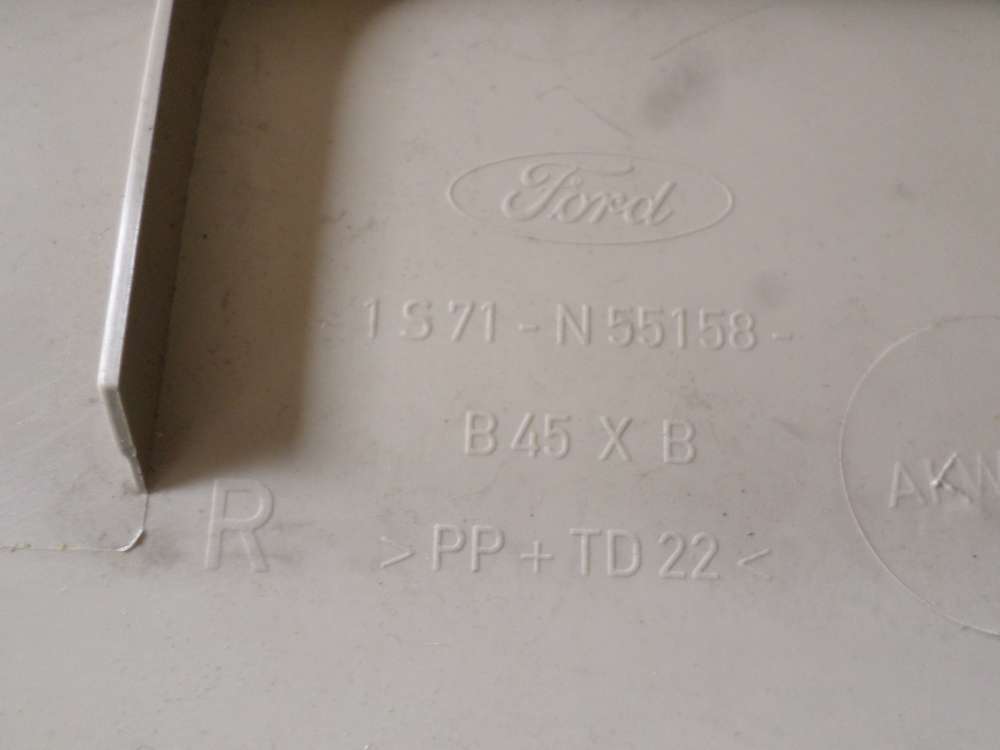 Ford
1S71-N55158-
B45XB
R
>PP+TD22<